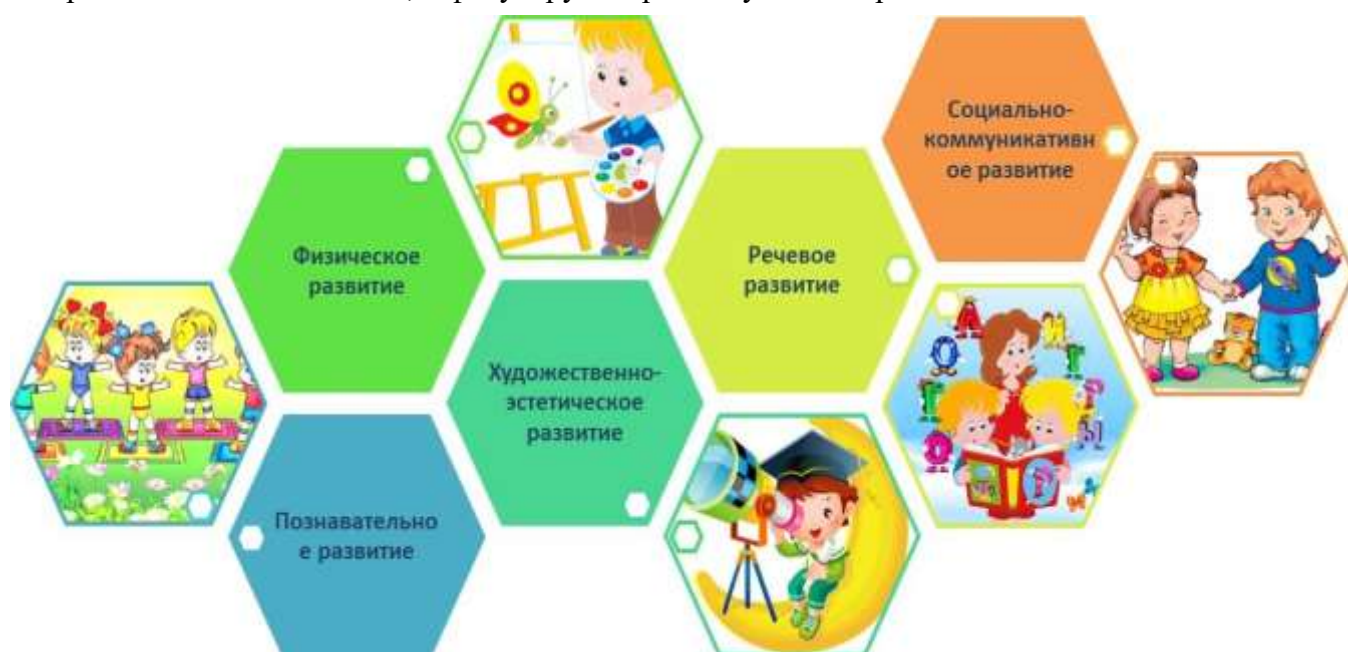 Социально-
коммуникативн
ое развитие
Физическое
развитие
Речевое
развитие
Художественно-
эстетическое
развитие
Познавательно
е развитие